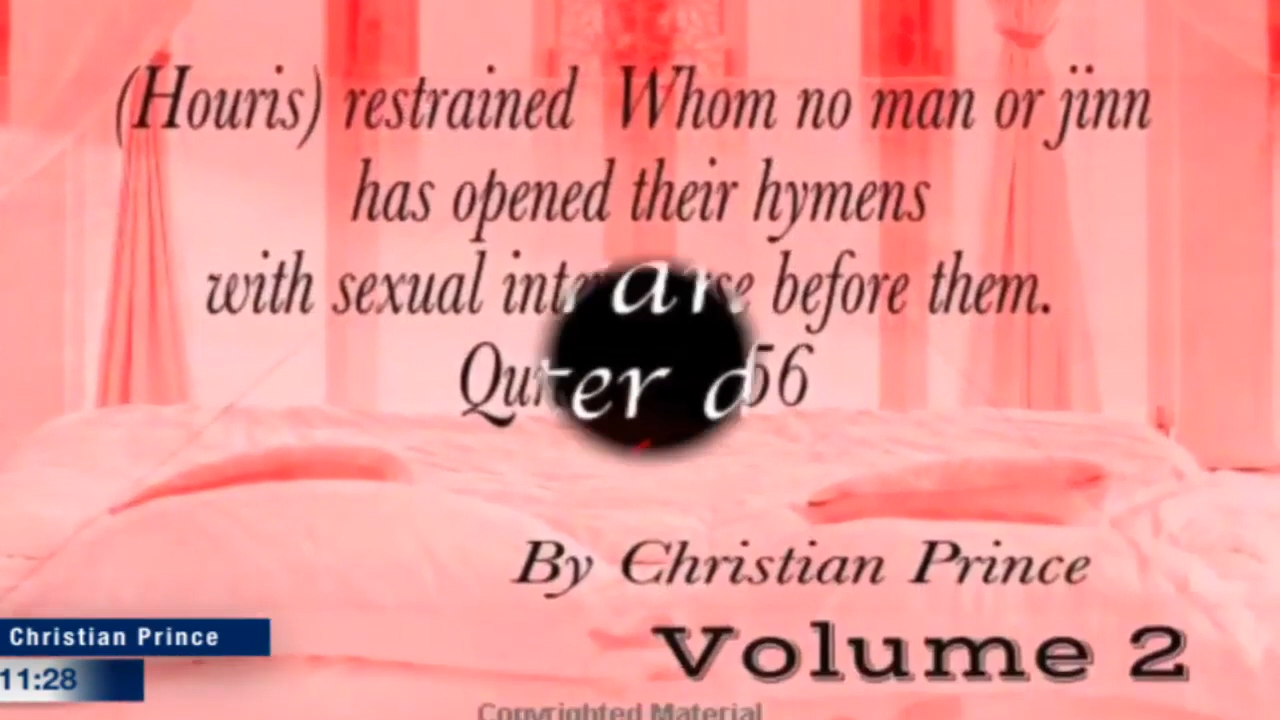 (Houris) restrained Whom no man or jinn
has opened their hymens
with sexual before them.
56
By Christian Prince
Volume 2
Christian Prince
11:28
Copyrighted Material